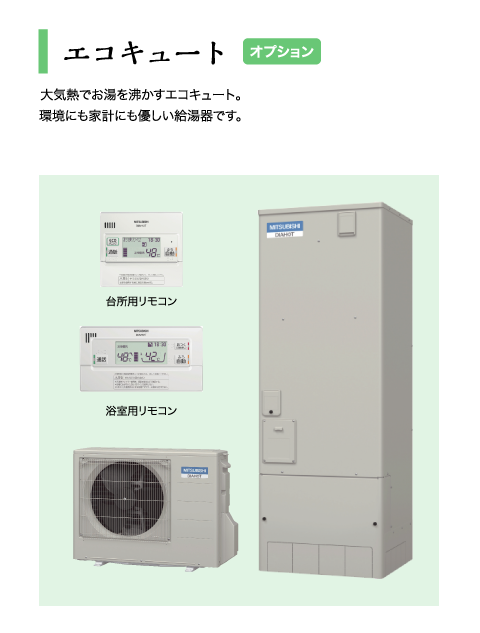 エコキュート
オプション
大気熱でお湯を沸かすエコキュート。
環境にも家計にも優しい給湯器です。
MITSUBISHI
DIAHOT
MITSUBISHI
DIAHOT
台所用リモコン
MITSUBISHI
通話
浴室用リモコン
MITSUBISHI
DIAHOT